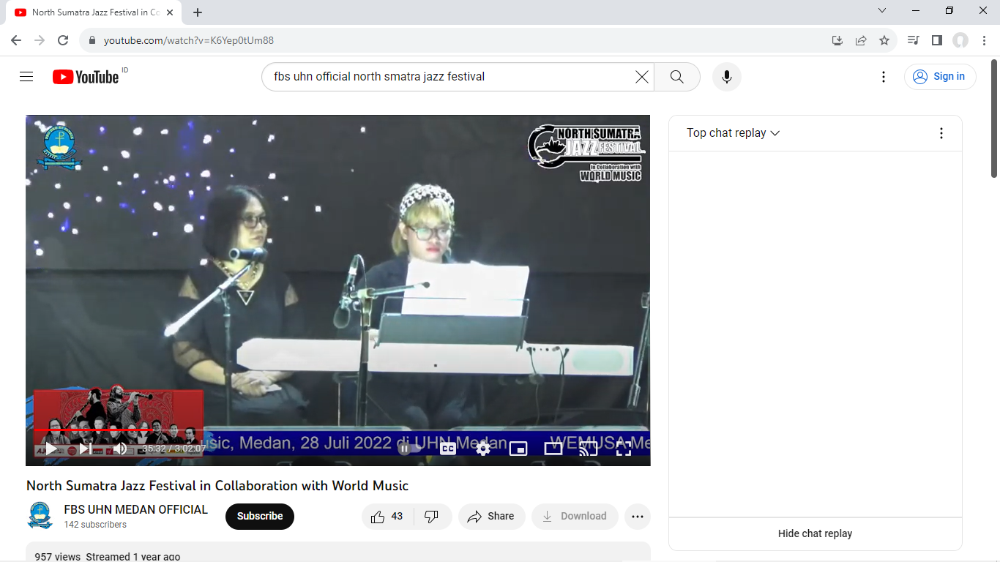 North Sumatra Jazz Festival in Co
youtube.com/watch?v=K6Yep0tUm88
YouTube ID
fbs uhn official north smatra jazz festival
Sign in
NORTH SUMATRA
JAZZ FESTIVAL
in Collaboration with
WORLD MUSIC
Top chat replay
usic, Medan, 28 Juli 2022 di UHN Medan WEMUSA Me
35:32 / 3:02:07
CC
North Sumatra Jazz Festival in Collaboration with World Music
FBS UHN MEDAN OFFICIAL
142 subscribers
Subscribe
43
Share
Download
Hide chat replay
957 views Streamed 1 year ago